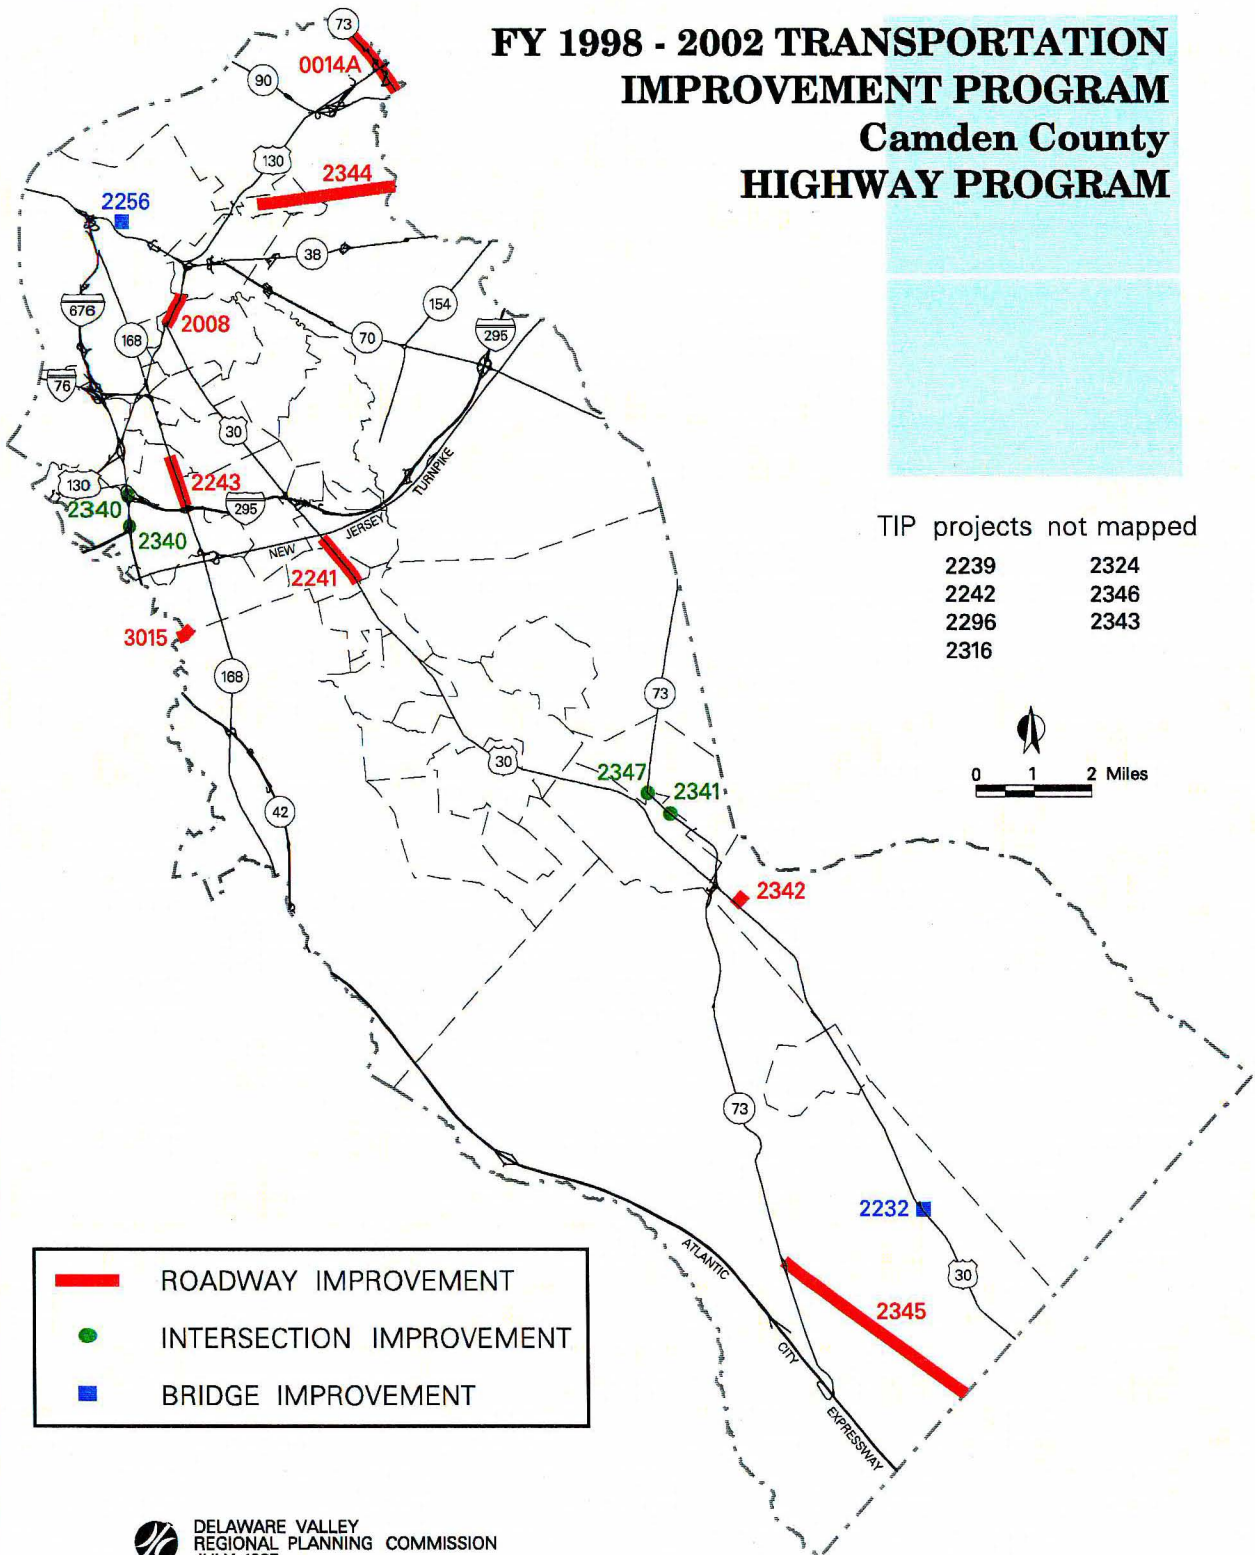 FY 1998 - 2002 TRANSPORTATION
IMPROVEMENT PROGRAM
Camden County
HIGHWAY PROGRAM
73
0014A
90
130
2344
2256
38
676
2008
168
154
70
295
76
30
130
2243
295
2340
2340
NEW JERSEY TURNPIKE
2241
3015
168
TIP projects not mapped
2239 2324
2242 2346
2296 2343
2316
0 1 2 Miles
73
30
2347
2341
42
2342
73
2232
30
2345
ATLANTIC CITY EXPRESSWAY
ROADWAY IMPROVEMENT
INTERSECTION IMPROVEMENT
BRIDGE IMPROVEMENT
DELAWARE VALLEY
REGIONAL PLANNING COMMISSION